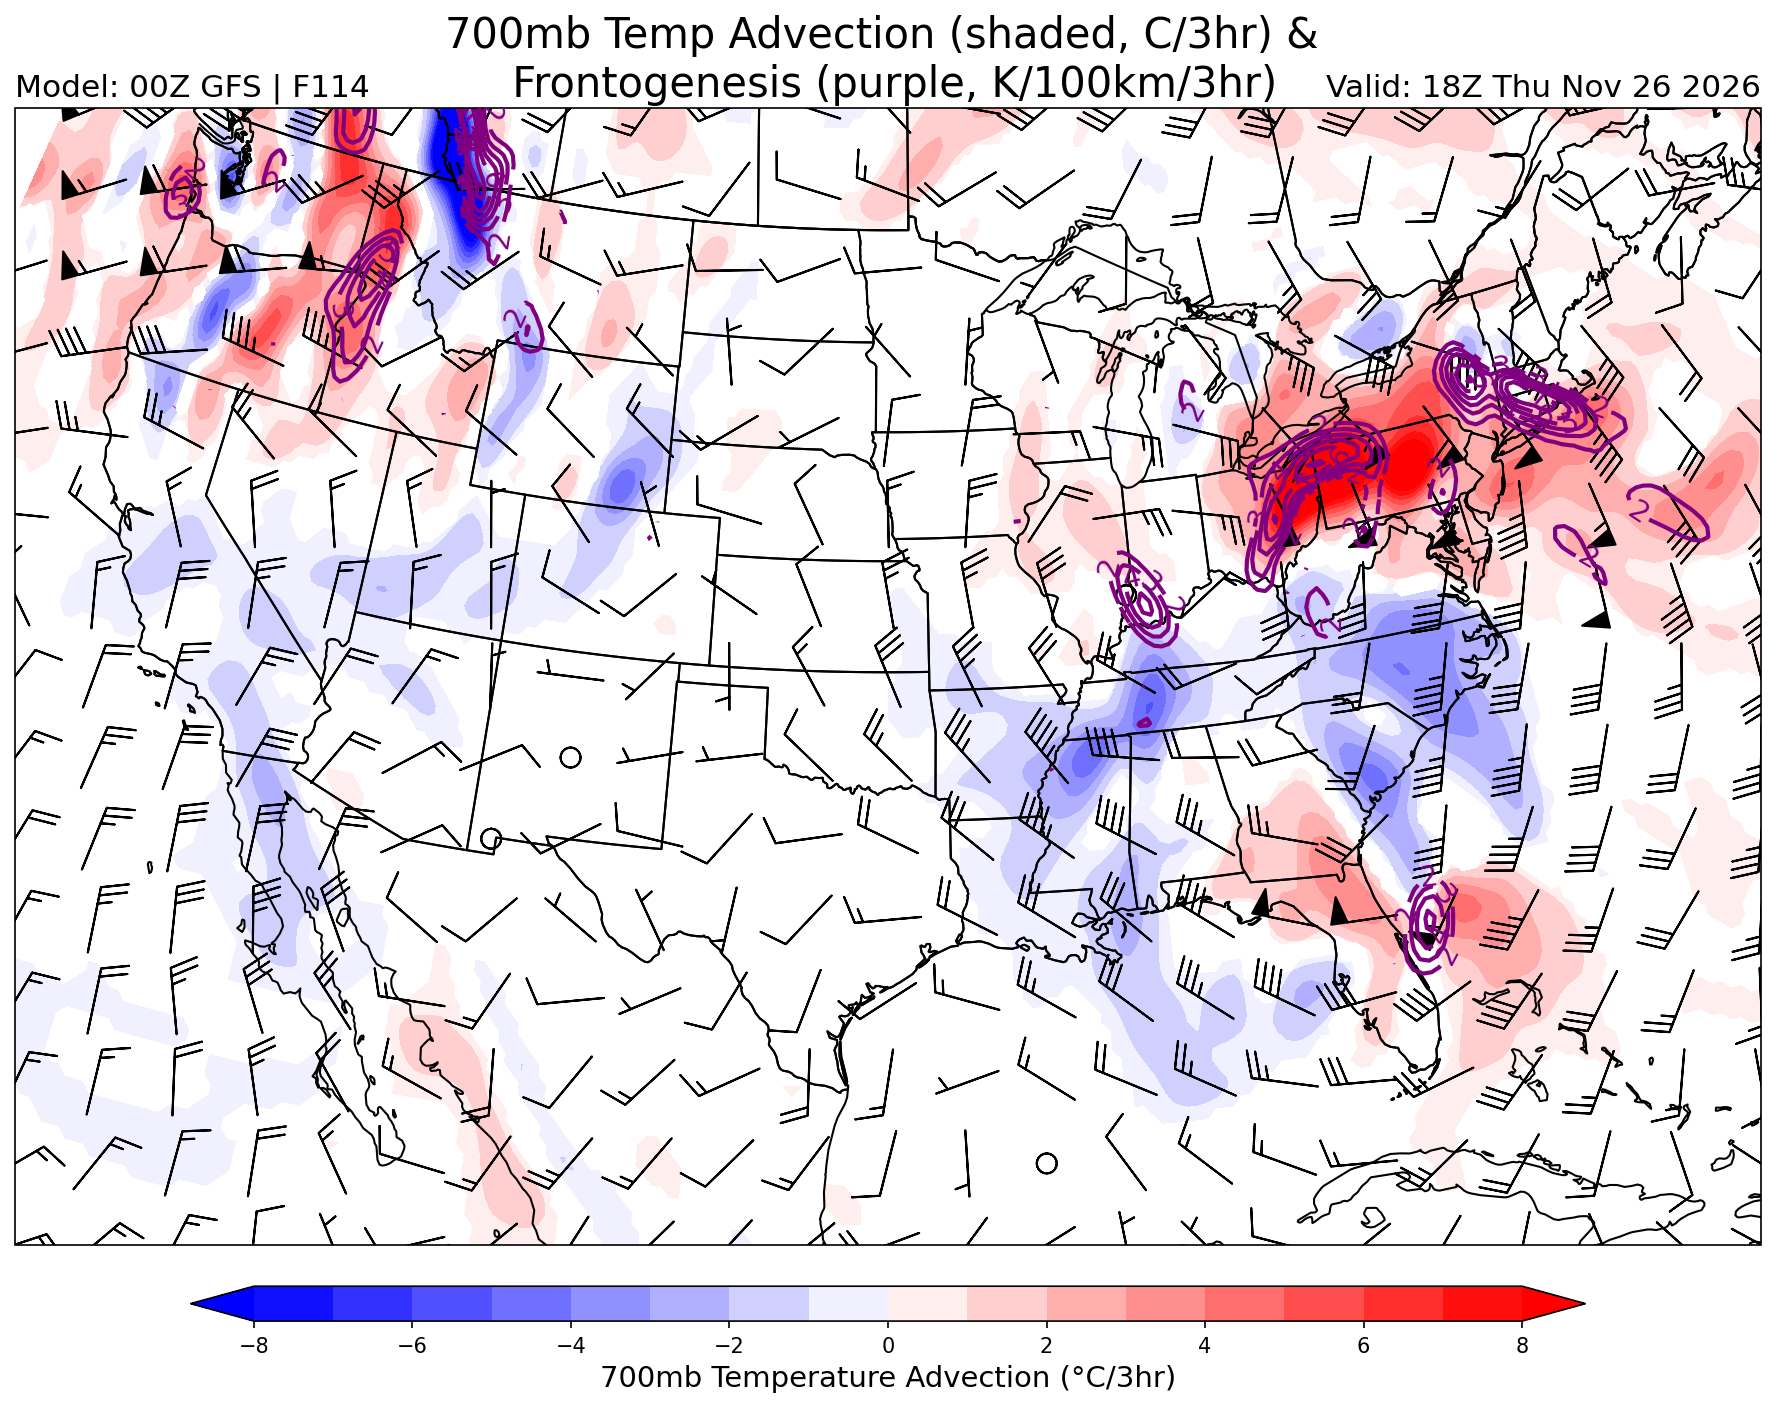 700mb Temp Advection (shaded, C/3hr) &
Frontogenesis (purple, K/100km/3hr)
Model: 00Z GFS | F114
Valid: 18Z Thu Nov 26 2026
−8 −6 −4 −2 0 2 4 6 8
700mb Temperature Advection (°C/3hr)